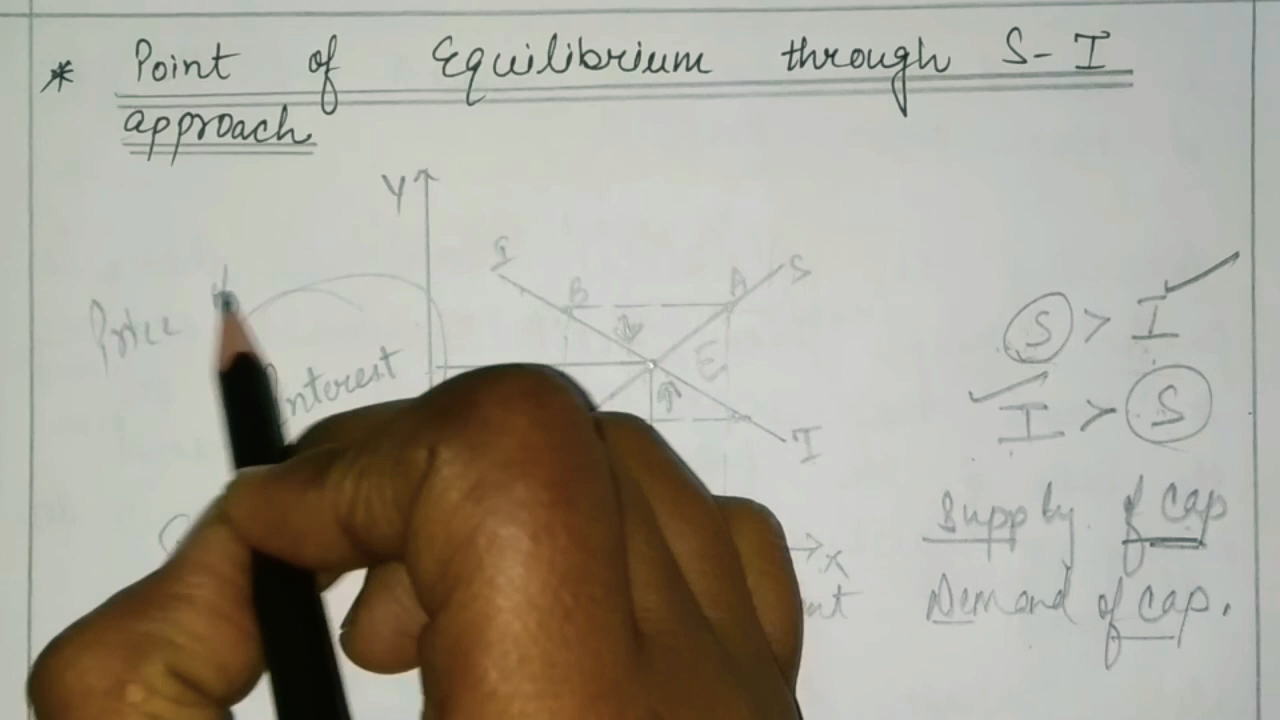 * Point of Equilibrium through S-I
approach
Y
I
S
B
A
Price
E
Interest
I
X
S > I
I > S
Supply of cap
Demand of cap.